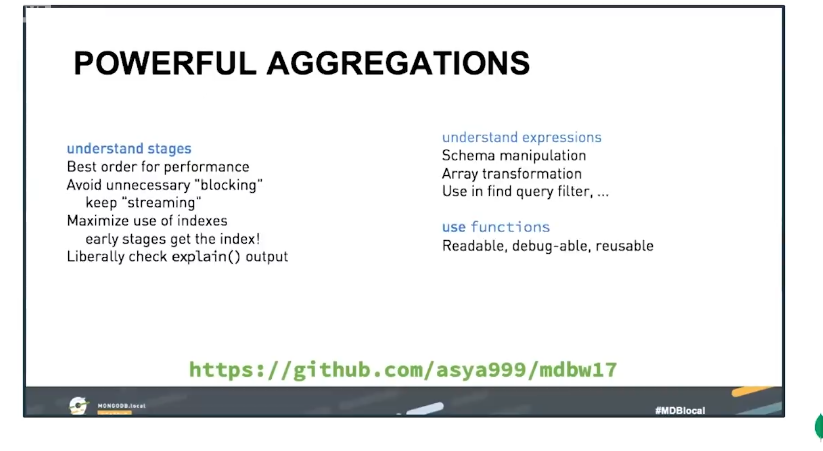 POWERFUL AGGREGATIONS
understand stages
Best order for performance
Avoid unnecessary "blocking"
keep "streaming"
Maximize use of indexes
early stages get the index!
Liberally check explain() output
understand expressions
Schema manipulation
Array transformation
Use in find query filter, ...
use functions
Readable, debug-able, reusable
https://github.com/asya999/mdbw17
MONGODB.local
#MDBlocal